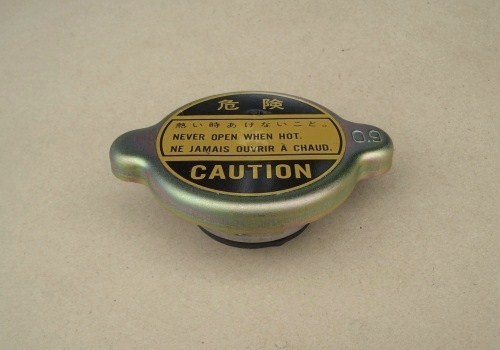 危険
熱い時あけないこと。
NEVER OPEN WHEN HOT.
NE JAMAIS OUVRIR À CHAUD.
CAUTION
0.9